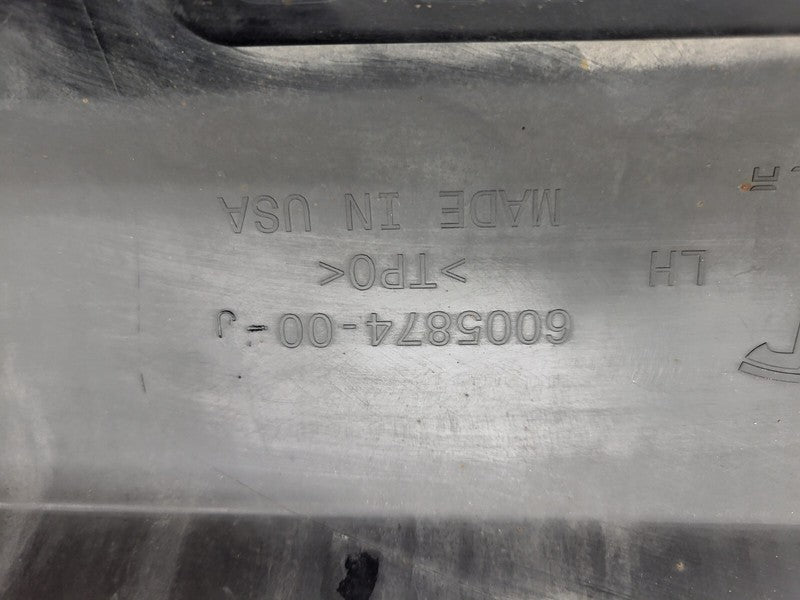 6005874-00-J
LH
>TPO<
MADE IN USA